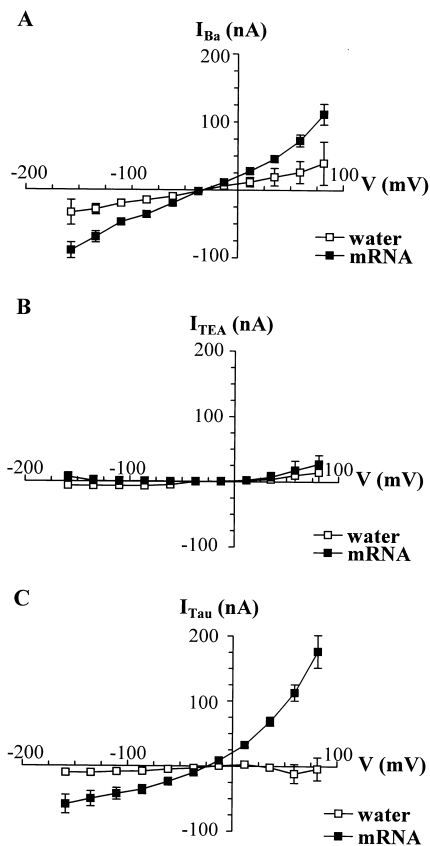 A
I_Ba (nA)
200
100
-200 -100 100 V (mV)
-100
water
mRNA
B
I_TEA (nA)
200
100
-200 -100 100 V (mV)
-100
water
mRNA
C
I_Tau (nA)
200
100
-200 -100 100 V (mV)
-100
water
mRNA